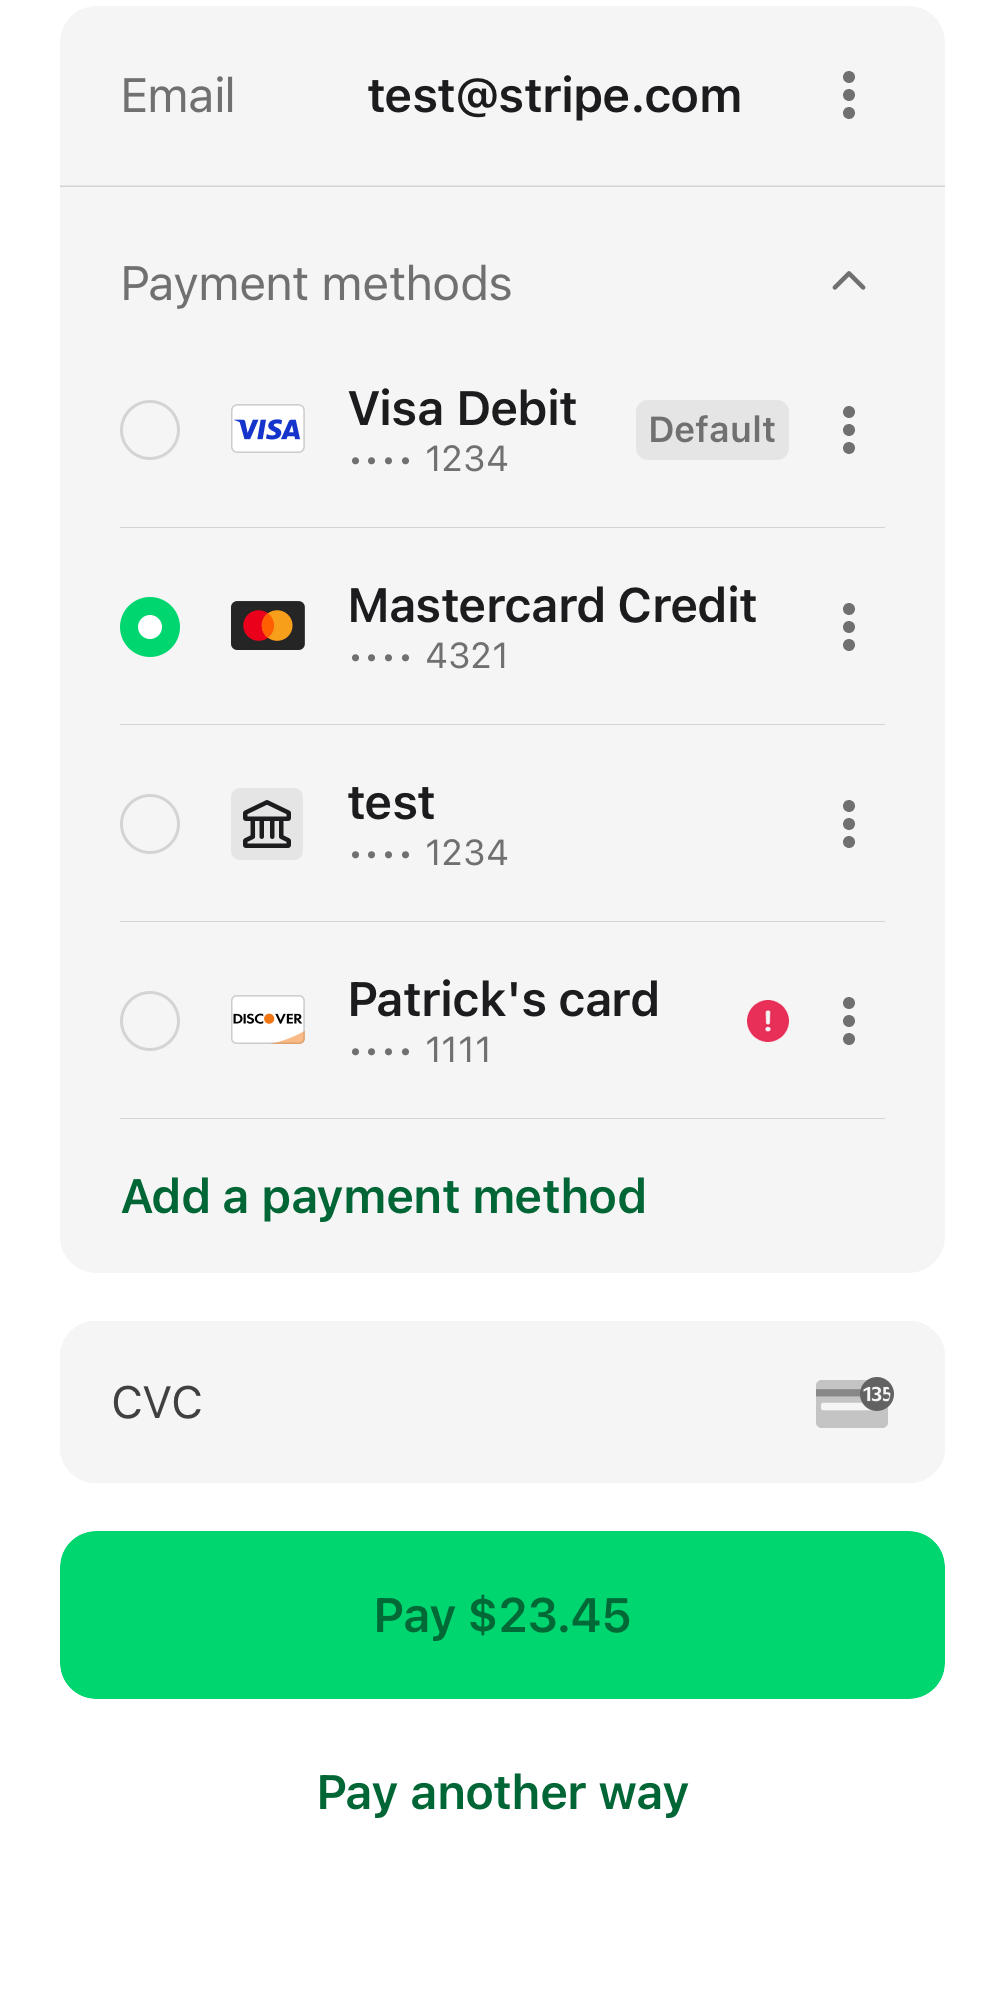 Email test@stripe.com
Payment methods
VISA Visa Debit Default
•••• 1234
Mastercard Credit
•••• 4321
test
•••• 1234
DISCOVER Patrick's card !
•••• 1111
Add a payment method
CVC 135
Pay $23.45
Pay another way